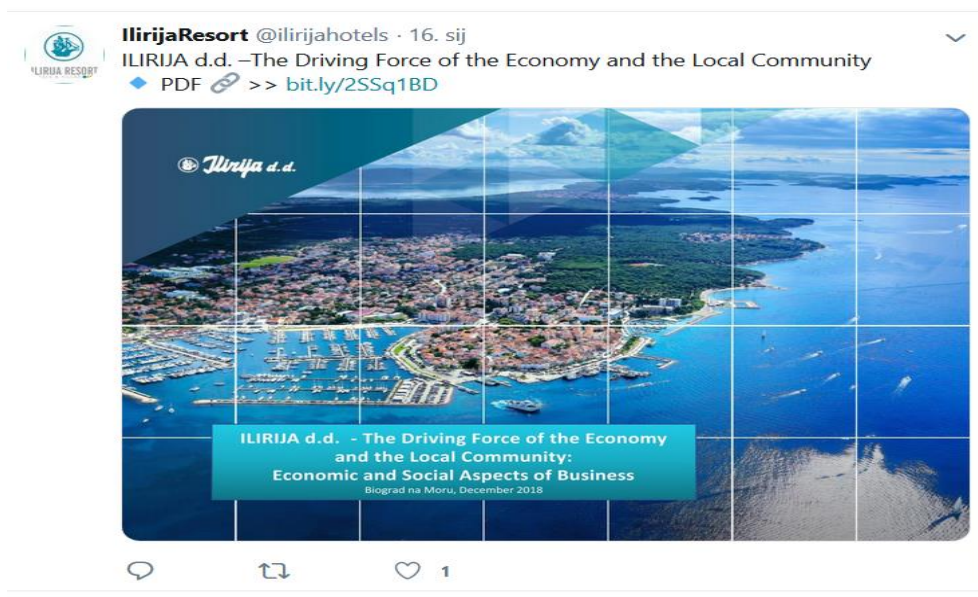 IlirijaResort @ilirijahotels · 16. sij
ILIRIJA RESORT
ILIRIJA d.d. –The Driving Force of the Economy and the Local Community
PDF >> bit.ly/2SSq1BD
Ilirija d.d.
ILIRIJA d.d. - The Driving Force of the Economy
and the Local Community:
Economic and Social Aspects of Business
Biograd na Moru, December 2018
1